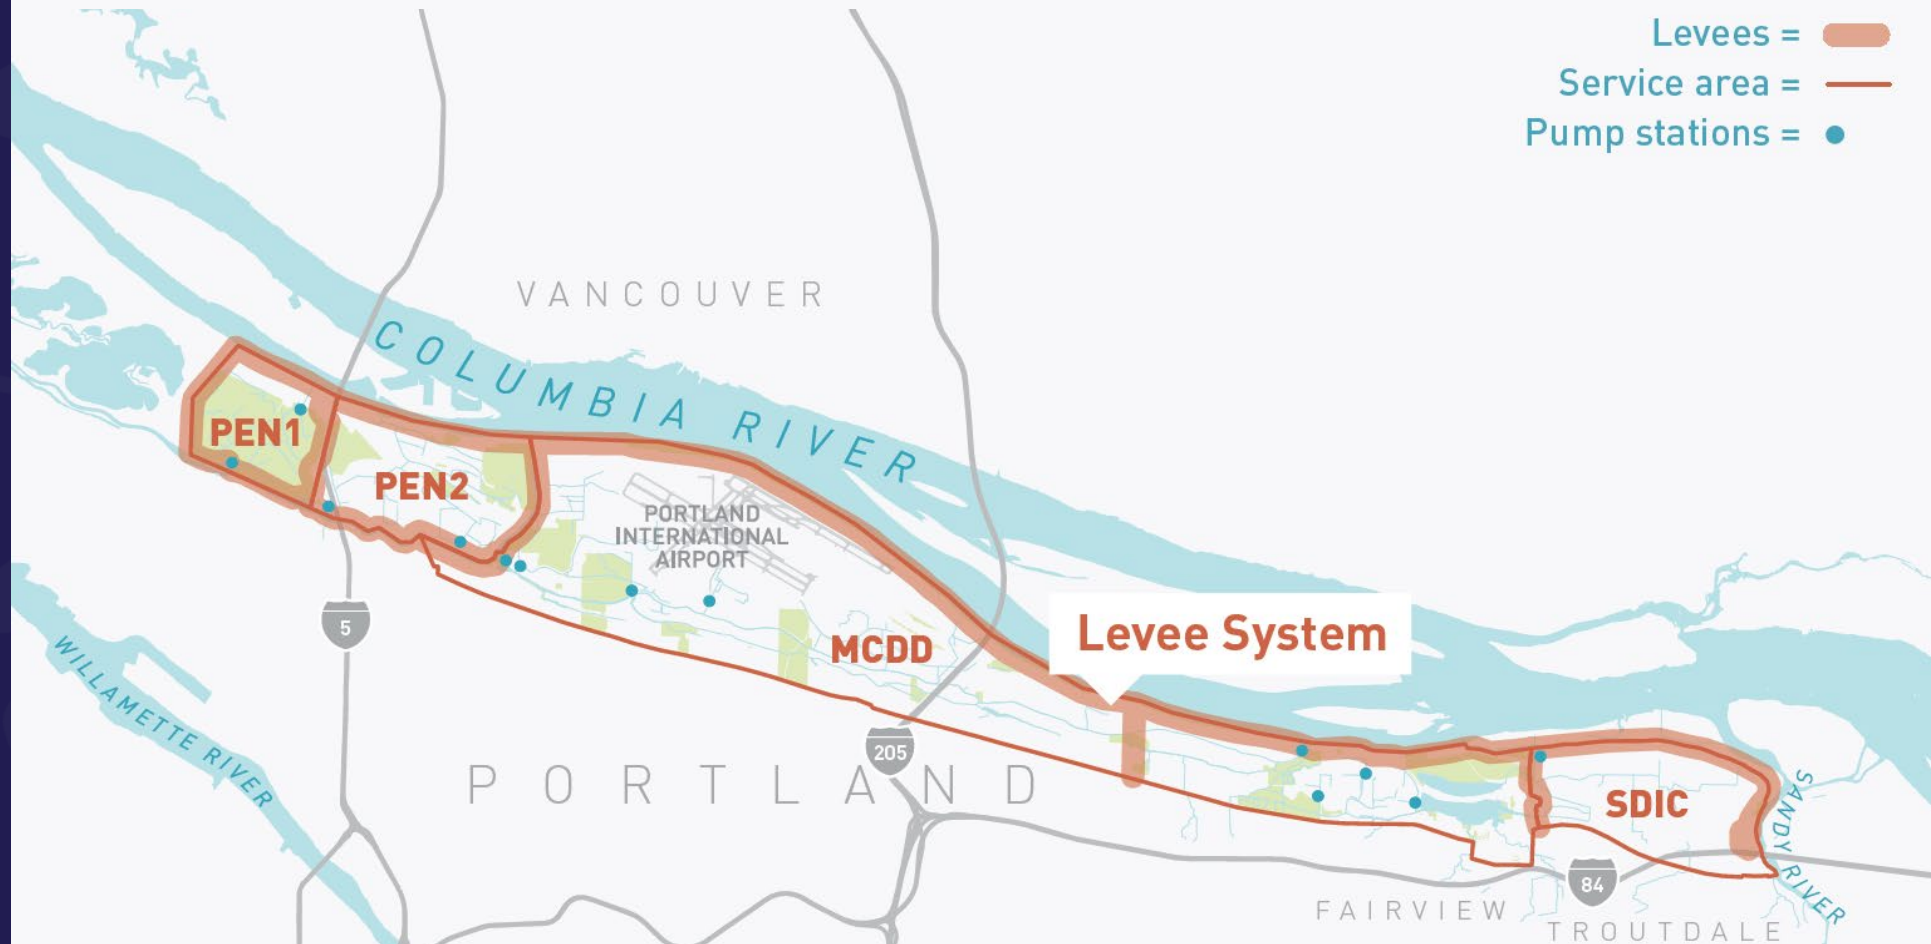 Levees =
Service area =
Pump stations =
VANCOUVER
COLUMBIA RIVER
PEN1
PEN2
PORTLAND
INTERNATIONAL
AIRPORT
5
MCDD
Levee System
WILLAMETTE RIVER
205
PORTLAND
SDIC
SANDY RIVER
84
FAIRVIEW
TROUTDALE